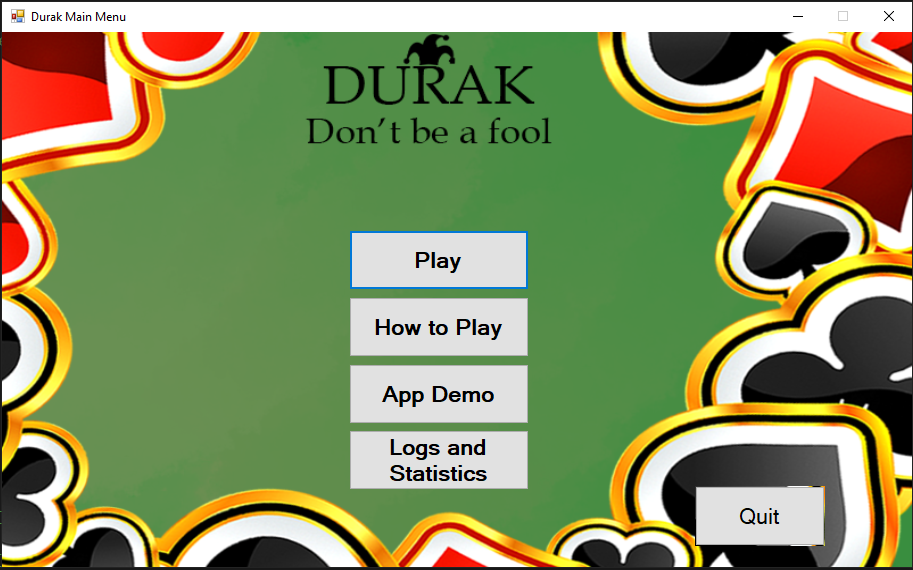 Durak Main Menu
DURAK
Don't be a fool
Play
How to Play
App Demo
Logs and
Statistics
Quit